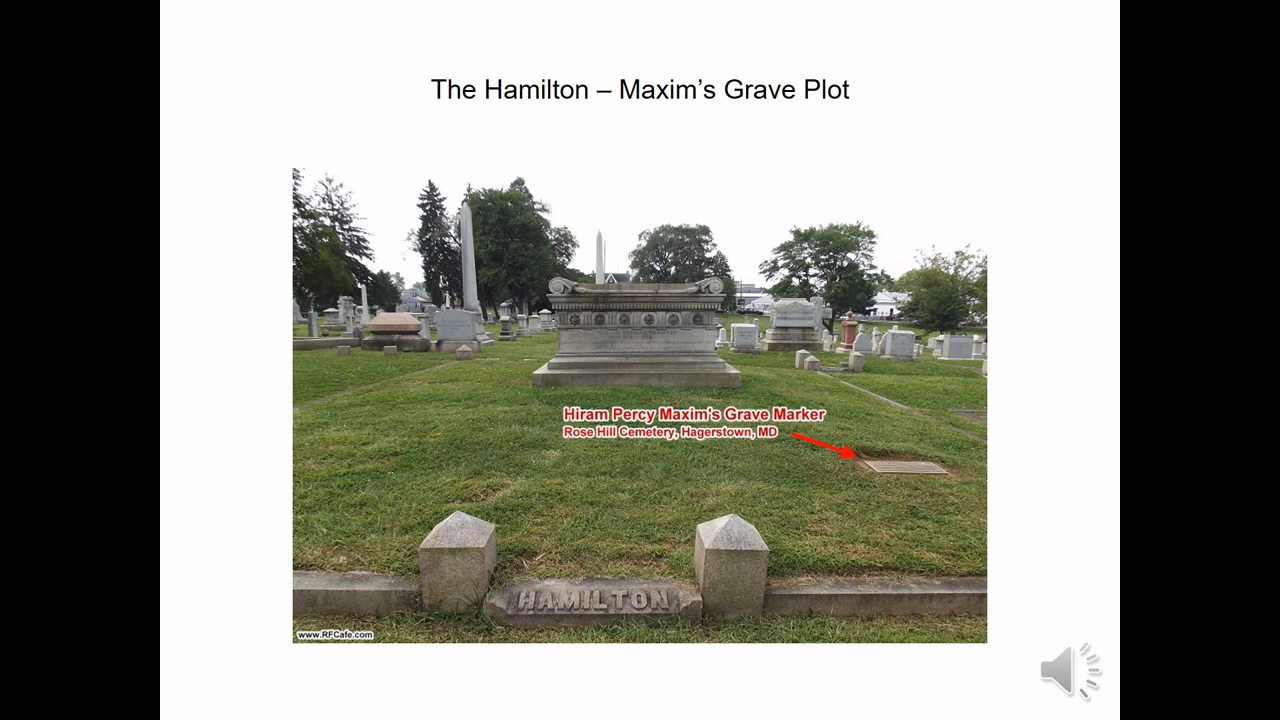 The Hamilton – Maxim’s Grave Plot
Hiram Percy Maxim's Grave Marker
Rose Hill Cemetery, Hagerstown, MD
HAMILTON
www.RFCafe.com